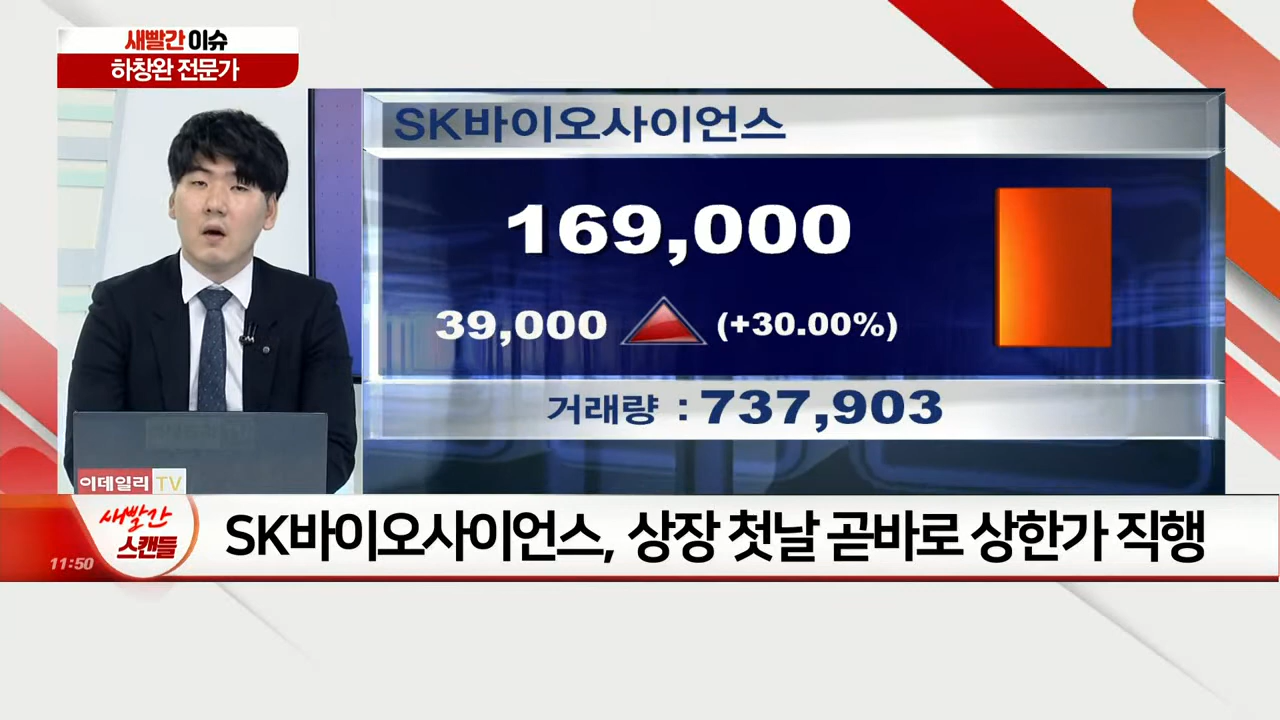 새빨간 이슈
하창완 전문가
SK바이오사이언스
169,000
39,000 (+30.00%)
거래량 : 737,903
이데일리 TV
새빨간
스캔들
11:50
SK바이오사이언스, 상장 첫날 곧바로 상한가 직행